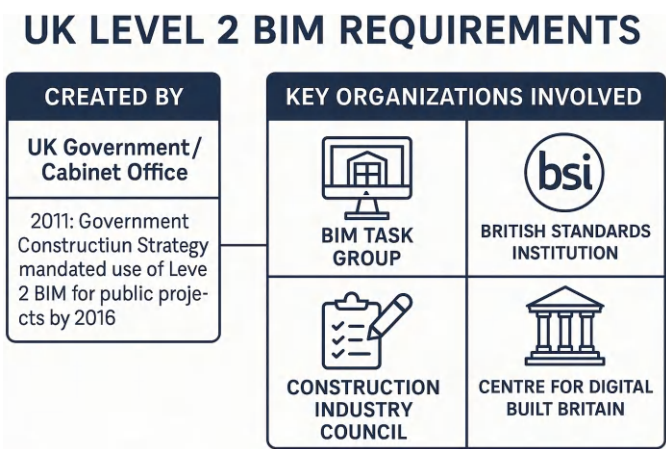 UK LEVEL 2 BIM REQUIREMENTS
CREATED BY
UK Government/
Cabinet Office
2011: Government
Constructiun Strategy
mandated use of Leve
2 BIM for public proje-
cts by 2016
KEY ORGANIZATIONS INVOLVED
BIM TASK
GROUP
bsi
BRITISH STANDARDS
INSTITUTION
CONSTRUCTION
INDUSTRY
COUNCIL
CENTRE FOR DIGITAL
BUILT BRITAIN